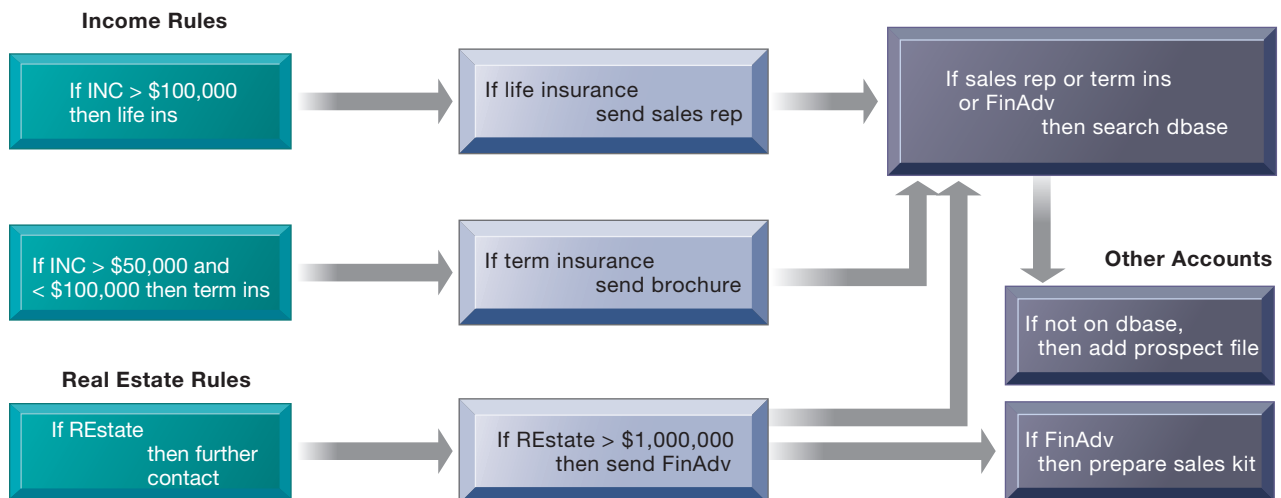 Income Rules
If INC > $100,000
then life ins
If life insurance
send sales rep
If sales rep or term ins
or FinAdv
then search dbase
If INC > $50,000 and
< $100,000 then term ins
If term insurance
send brochure
Other Accounts
If not on dbase,
then add prospect file
Real Estate Rules
If REstate
then further
contact
If REstate > $1,000,000
then send FinAdv
If FinAdv
then prepare sales kit